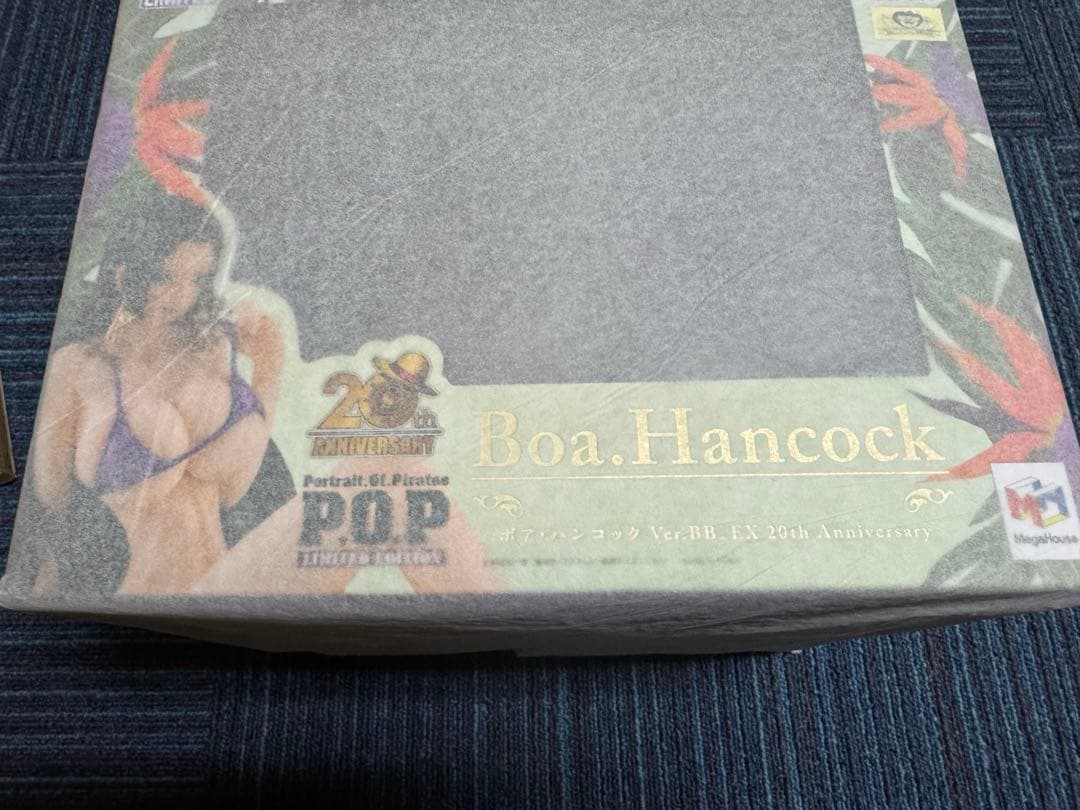 20th
ANNIVERSARY
Portrait.Of.Pirates
P.O.P
LIMITED EDITION
Boa.Hancock
ボア・ハンコック Ver.BB_EX 20th Anniversary
MegaHouse